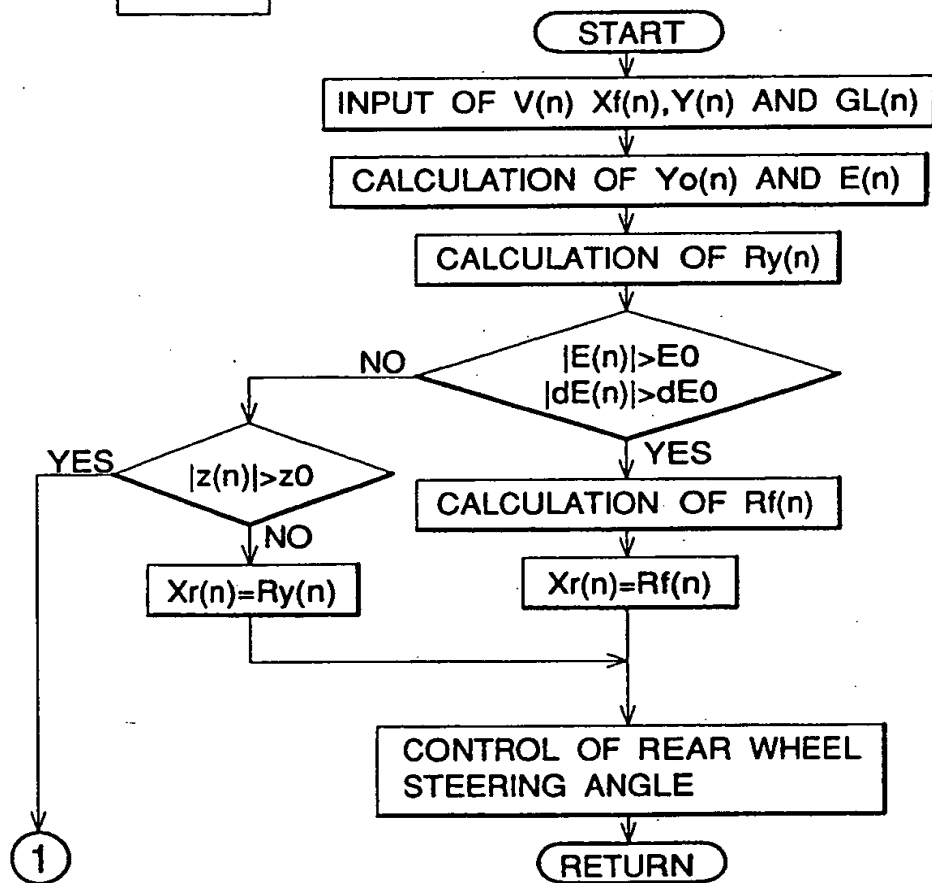 START
INPUT OF V(n) Xf(n),Y(n) AND GL(n)
CALCULATION OF Yo(n) AND E(n)
CALCULATION OF Ry(n)
|E(n)|>E0
|dE(n)|>dE0
NO
YES
|z(n)|>z0
YES
NO
CALCULATION OF Rf(n)
Xr(n)=Ry(n)
Xr(n)=Rf(n)
CONTROL OF REAR WHEEL
STEERING ANGLE
1
RETURN